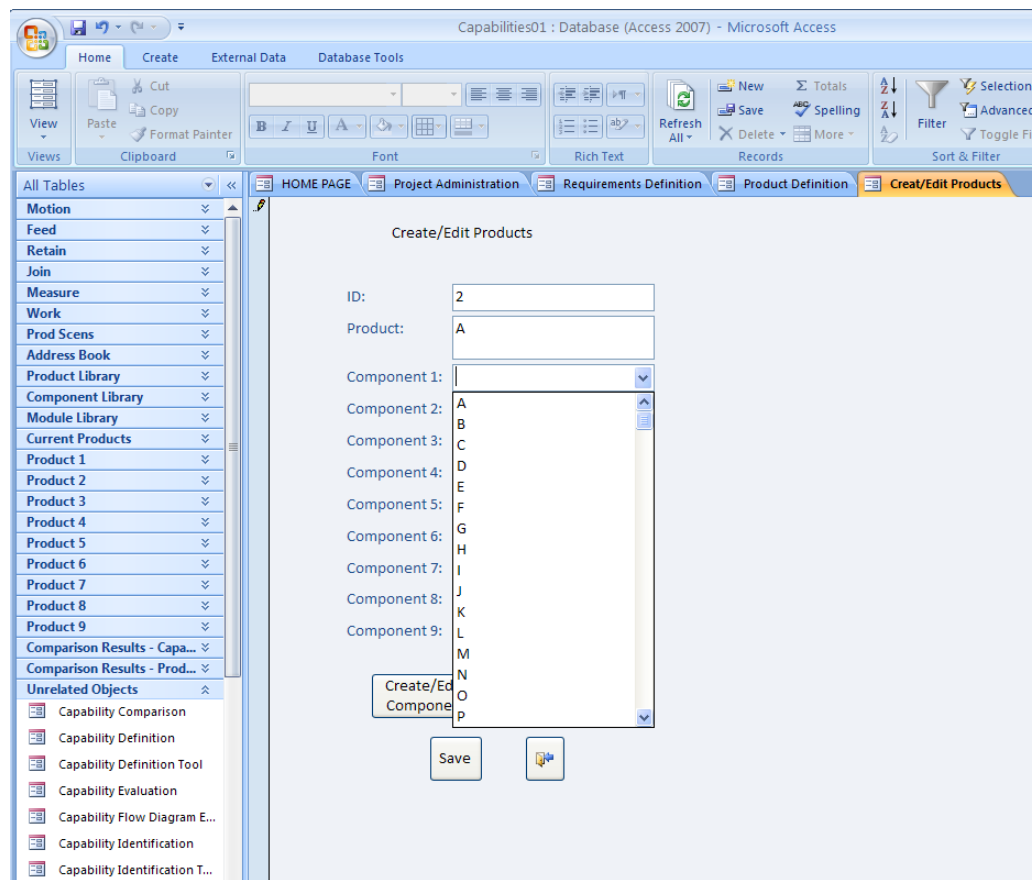 Capabilities01 : Database (Access 2007) - Microsoft Access
Home Create External Data Database Tools
View
Views
Paste
Cut
Copy
Format Painter
Clipboard
B I U A
Font
ab
Rich Text
Refresh
All
New
Save
Delete
Σ Totals
ABC Spelling
More
Records
A
Z
Z
A
A
Z
Filter
Selection
Advanced
Toggle Fi
Sort & Filter
All Tables
HOME PAGE
Project Administration
Requirements Definition
Product Definition
Creat/Edit Products
Motion
Feed
Retain
Join
Measure
Work
Prod Scens
Address Book
Product Library
Component Library
Module Library
Current Products
Product 1
Product 2
Product 3
Product 4
Product 5
Product 6
Product 7
Product 8
Product 9
Comparison Results - Capa...
Comparison Results - Prod...
Unrelated Objects
Capability Comparison
Capability Definition
Capability Definition Tool
Capability Evaluation
Capability Flow Diagram E...
Capability Identification
Capability Identification T...
Create/Edit Products
ID: 2
Product: A
Component 1:
Component 2:
Component 3:
Component 4:
Component 5:
Component 6:
Component 7:
Component 8:
Component 9:
A
B
C
D
E
F
G
H
I
J
K
L
M
N
O
P
Create/Ed
Compone
Save